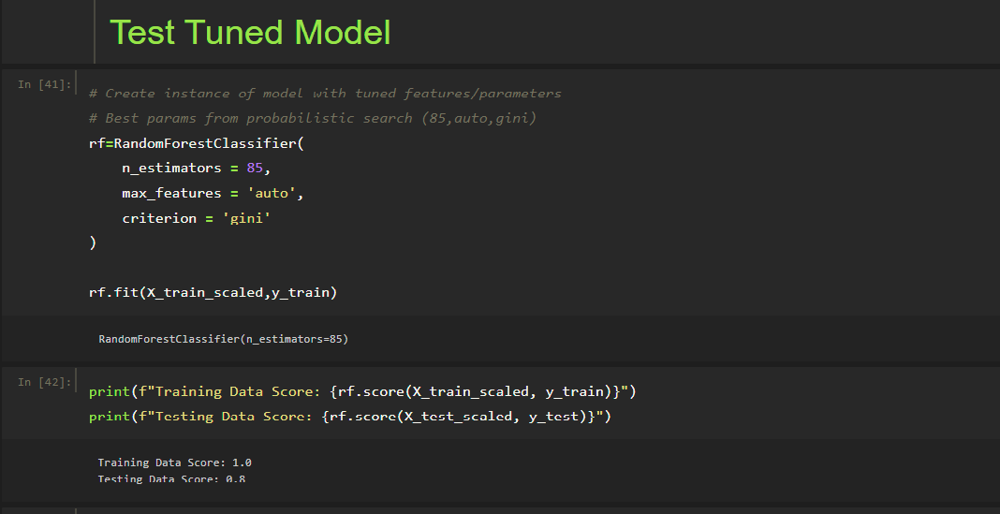 Test Tuned Model
In [41]:
# Create instance of model with tuned features/parameters
# Best params from probabilistic search (85,auto,gini)
rf=RandomForestClassifier(
    n_estimators = 85,
    max_features = 'auto',
    criterion = 'gini'
)
rf.fit(X_train_scaled,y_train)
RandomForestClassifier(n_estimators=85)
In [42]:
print(f"Training Data Score: {rf.score(X_train_scaled, y_train)}")
print(f"Testing Data Score: {rf.score(X_test_scaled, y_test)}")
Training Data Score: 1.0
Testing Data Score: 0.8